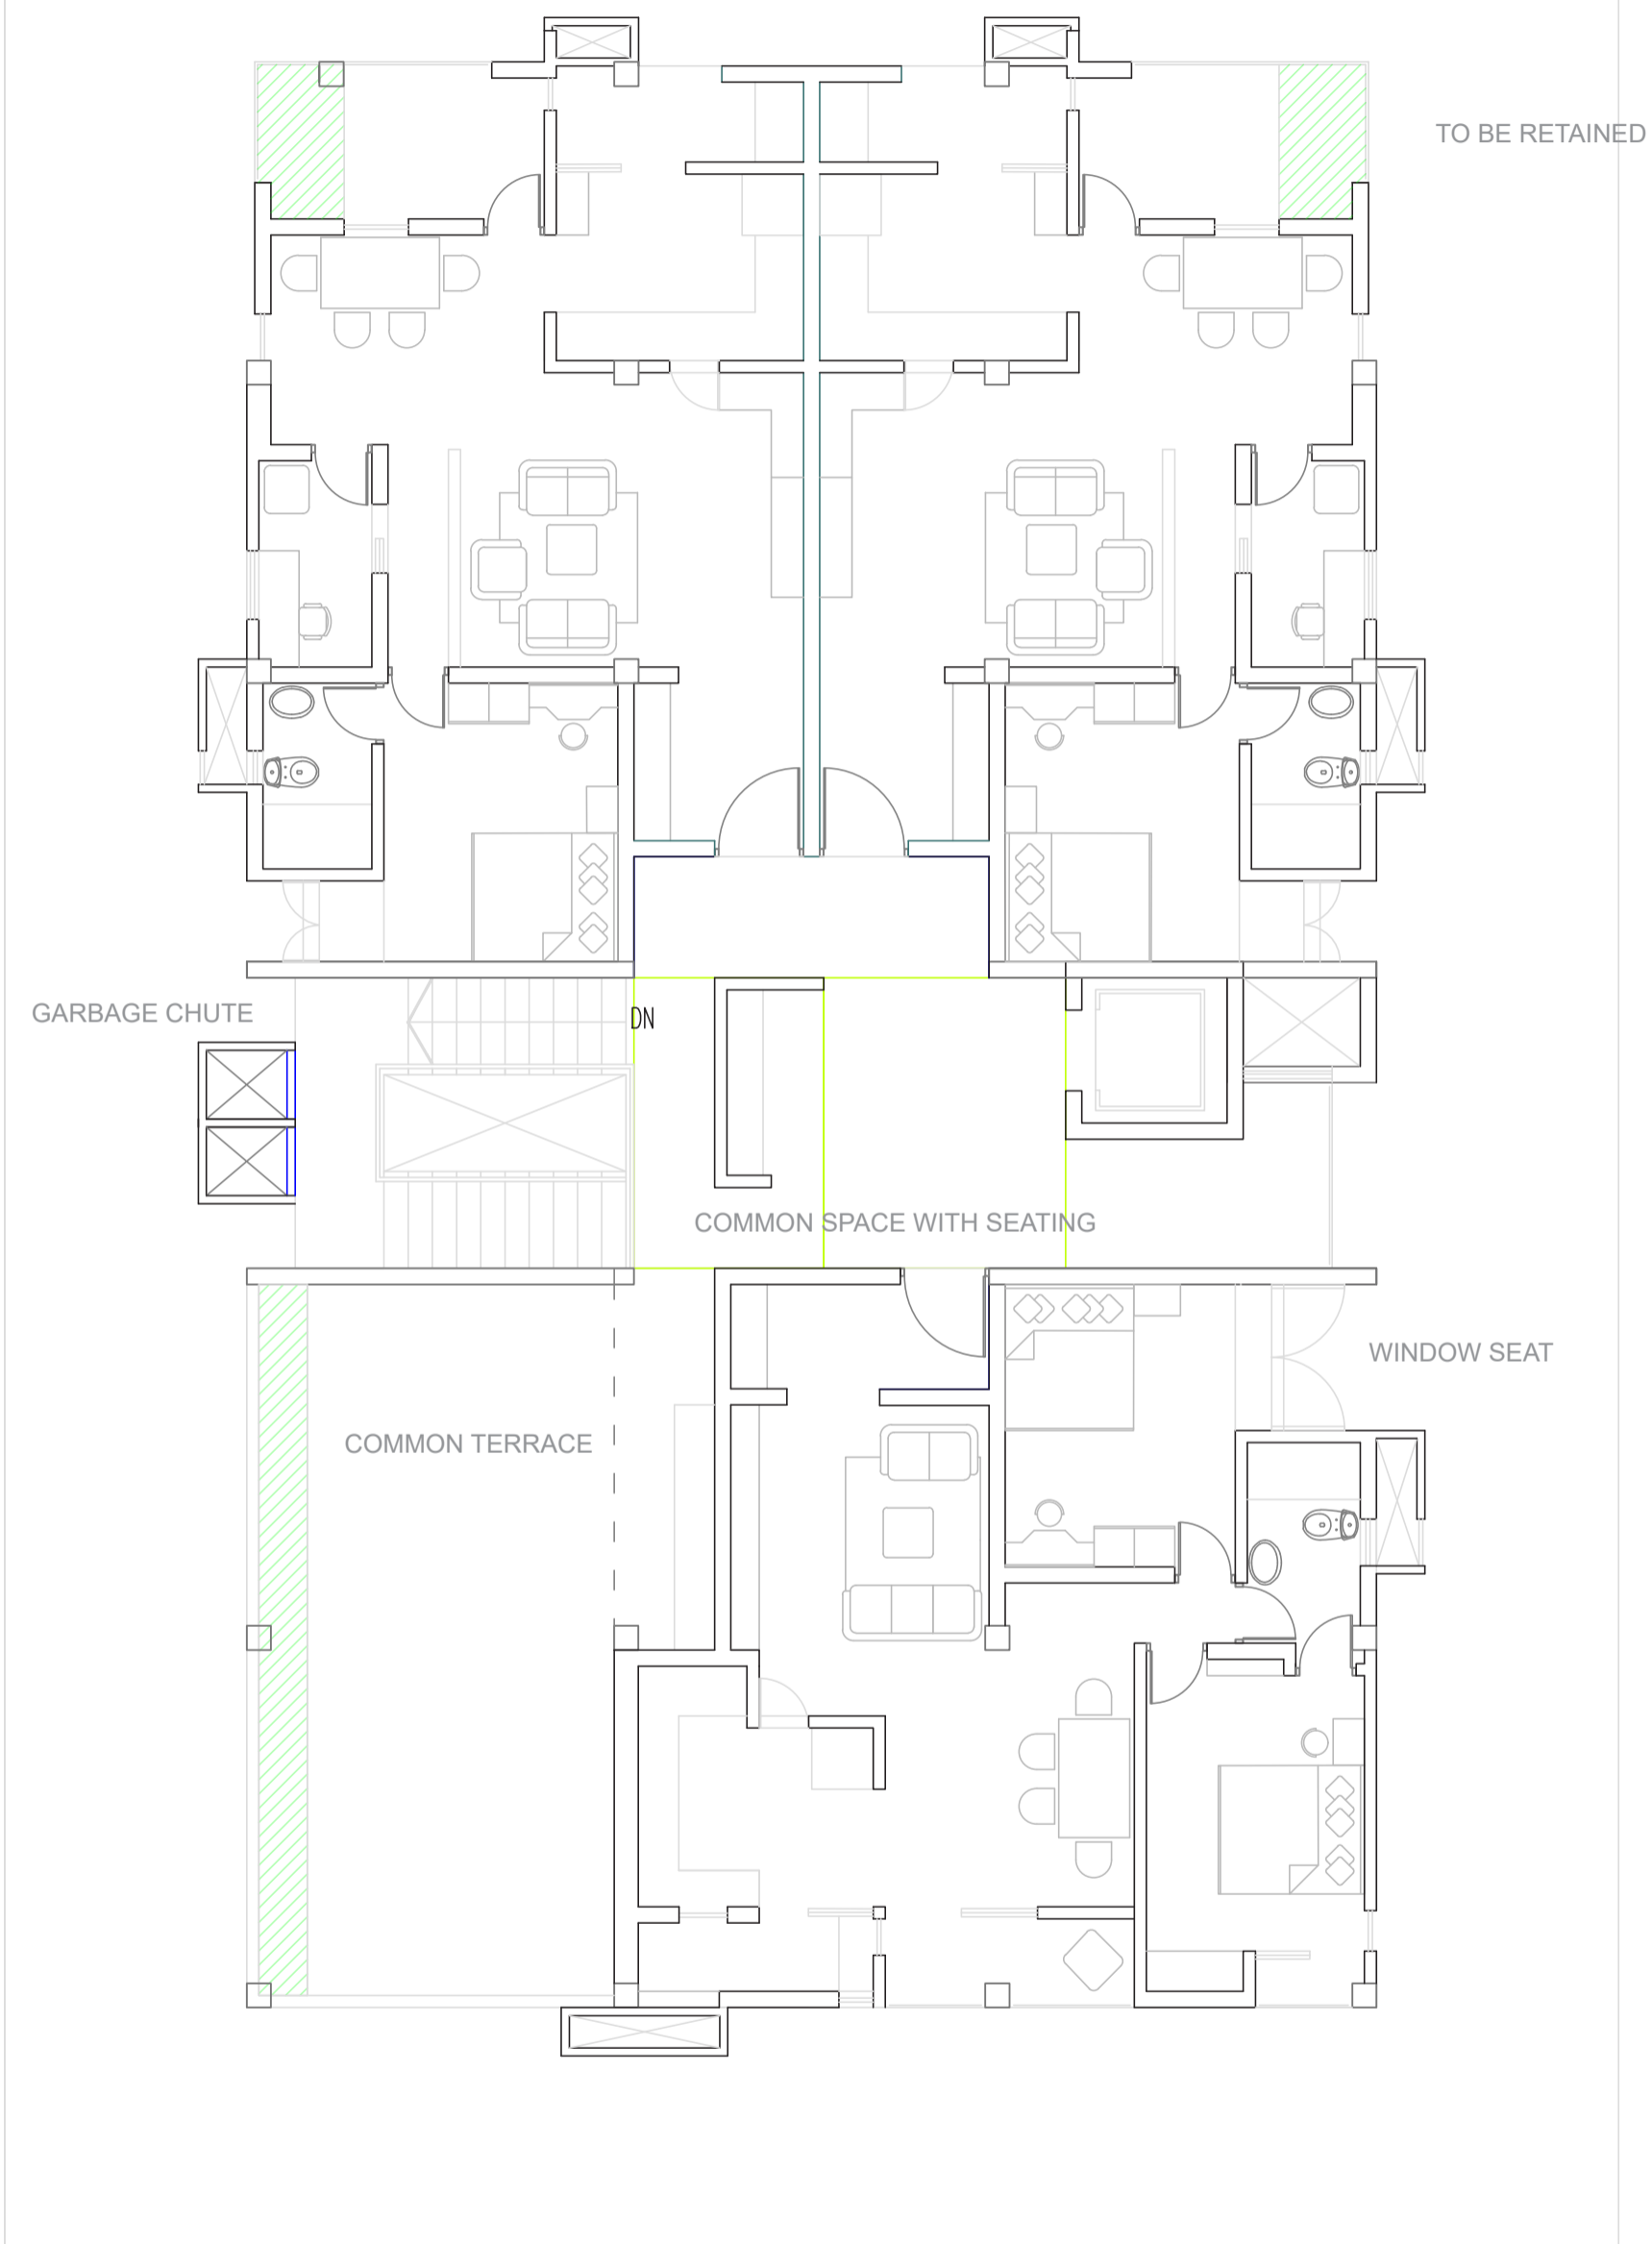 TO BE RETAINED
GARBAGE CHUTE
DN
COMMON SPACE WITH SEATING
WINDOW SEAT
COMMON TERRACE